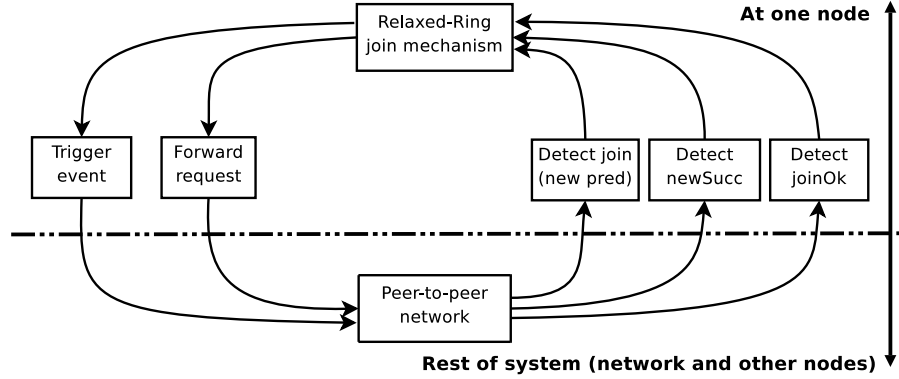 At one node
Relaxed-Ring
join mechanism
Trigger
event
Forward
request
Detect join
(new pred)
Detect
newSucc
Detect
joinOk
Peer-to-peer
network
Rest of system (network and other nodes)